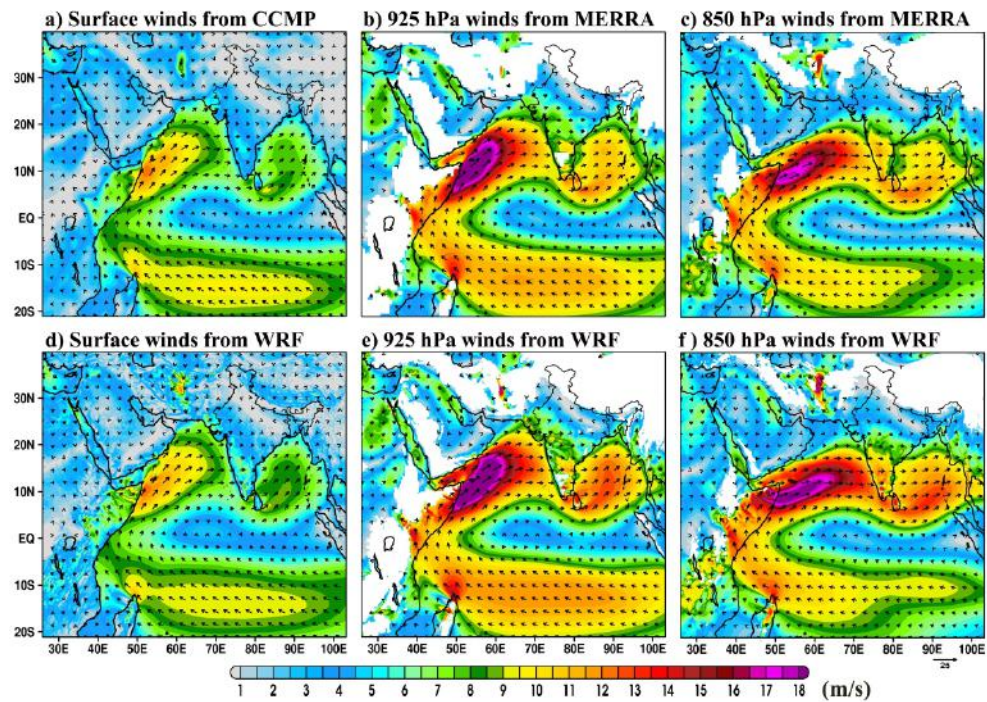 a) Surface winds from CCMP
b) 925 hPa winds from MERRA
c) 850 hPa winds from MERRA
30N
20N
10N
EQ
10S
20S
d) Surface winds from WRF
e) 925 hPa winds from WRF
f ) 850 hPa winds from WRF
30N
20N
10N
EQ
10S
20S
30E 40E 50E 60E 70E 80E 90E 100E
30E 40E 50E 60E 70E 80E 90E 100E
30E 40E 50E 60E 70E 80E 90E 100E
1 2 3 4 5 6 7 8 9 10 11 12 13 14 15 16 17 18 (m/s)
25